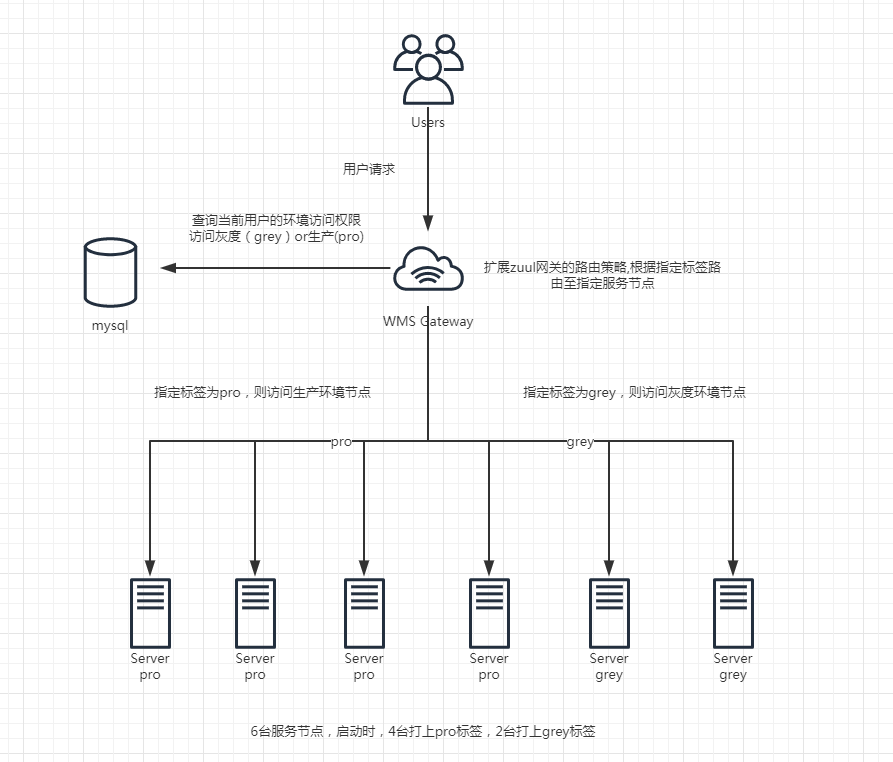 Users
用户请求
查询当前用户的环境访问权限
访问灰度（grey）or生产(pro)
扩展zuul网关的路由策略,根据指定标签路
由至指定服务节点
mysql
WMS Gateway
指定标签为pro，则访问生产环境节点
指定标签为grey，则访问灰度环境节点
pro
grey
Server
pro
Server
pro
Server
pro
Server
pro
Server
grey
Server
grey
6台服务节点，启动时，4台打上pro标签，2台打上grey标签